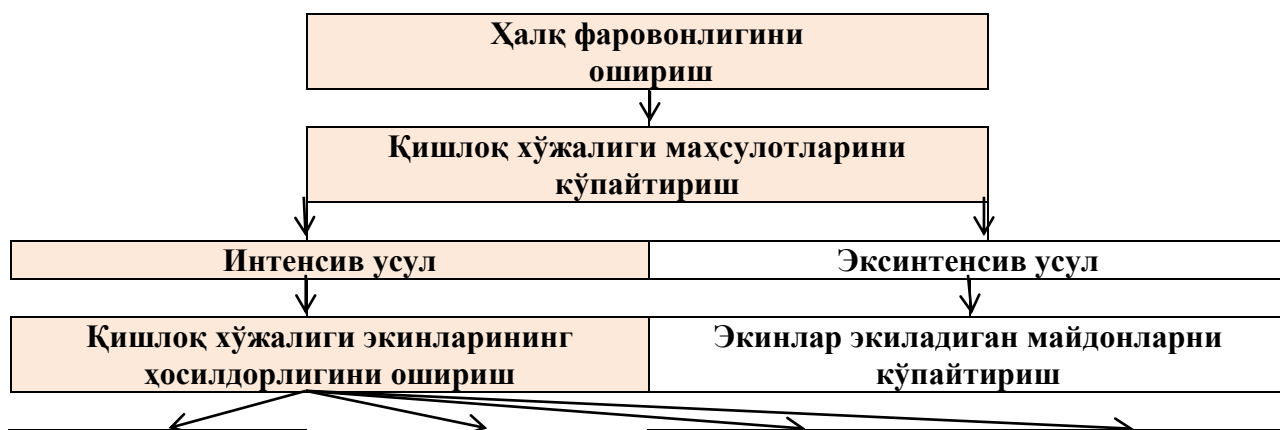 Ҳалқ фаровонлигини
ошириш
Қишлоқ хўжалиги маҳсулотларини
кўпайтириш
Интенсив усул
Эксинтенсив усул
Қишлоқ хўжалиги экинларининг
ҳосилдорлигини ошириш
Экинлар экиладиган майдонларни
кўпайтириш